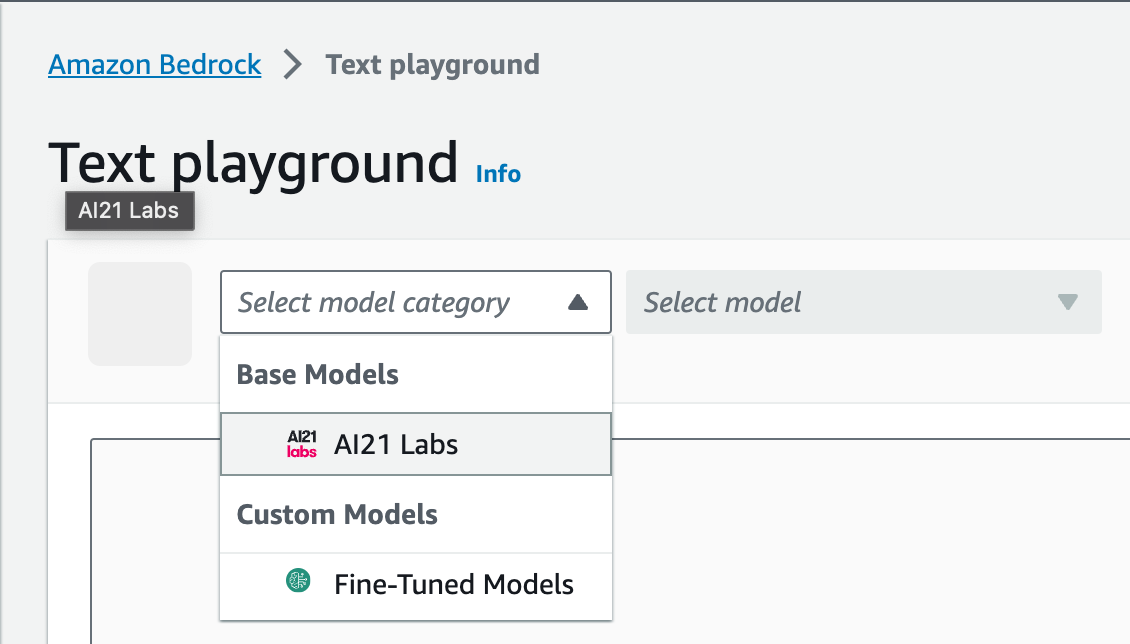 Amazon Bedrock > Text playground
Text playground Info
AI21 Labs
Select model category
Select model
Base Models
AI21 labs AI21 Labs
Custom Models
Fine-Tuned Models